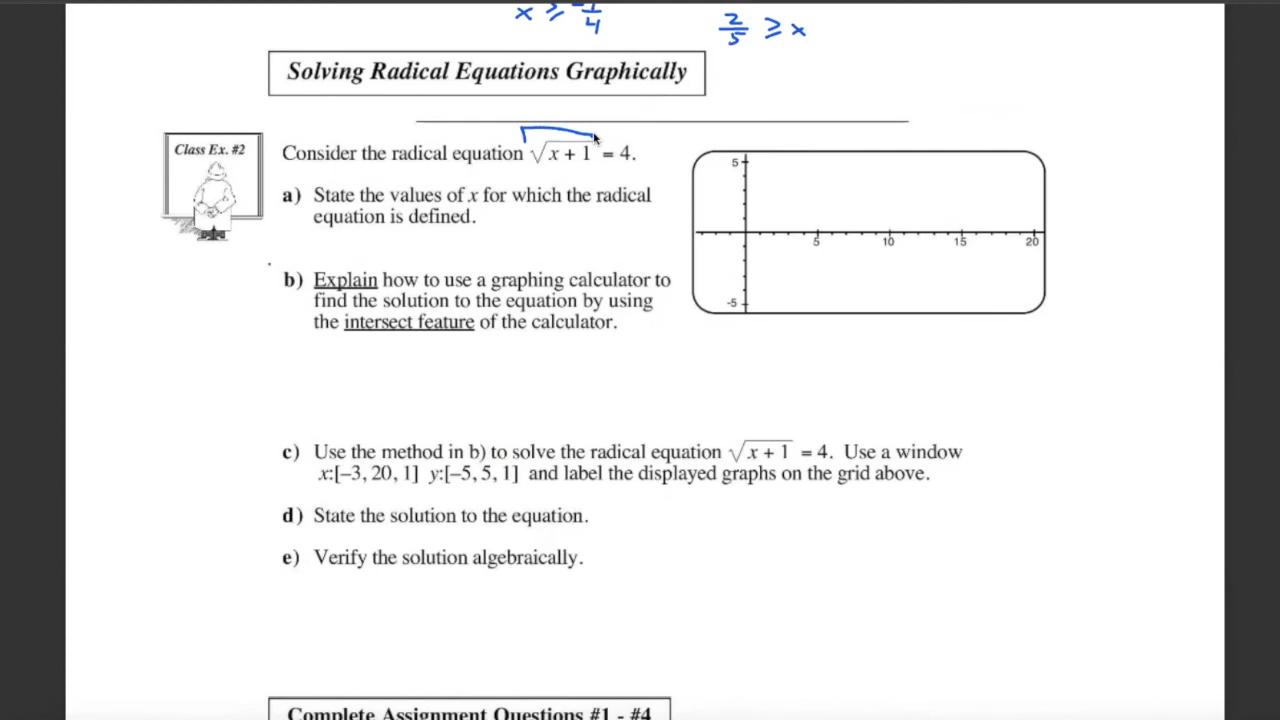 x ≥ -1/4 2/5 ≥ x
Solving Radical Equations Graphically
Class Ex. #2
Consider the radical equation √x + 1 = 4.
a) State the values of x for which the radical
equation is defined.
b) Explain how to use a graphing calculator to
find the solution to the equation by using
the intersect feature of the calculator.
5
5 10 15 20
-5
c) Use the method in b) to solve the radical equation √x + 1 = 4. Use a window
x:[–3, 20, 1] y:[–5, 5, 1] and label the displayed graphs on the grid above.
d) State the solution to the equation.
e) Verify the solution algebraically.
Complete Assignment Questions #1 - #4